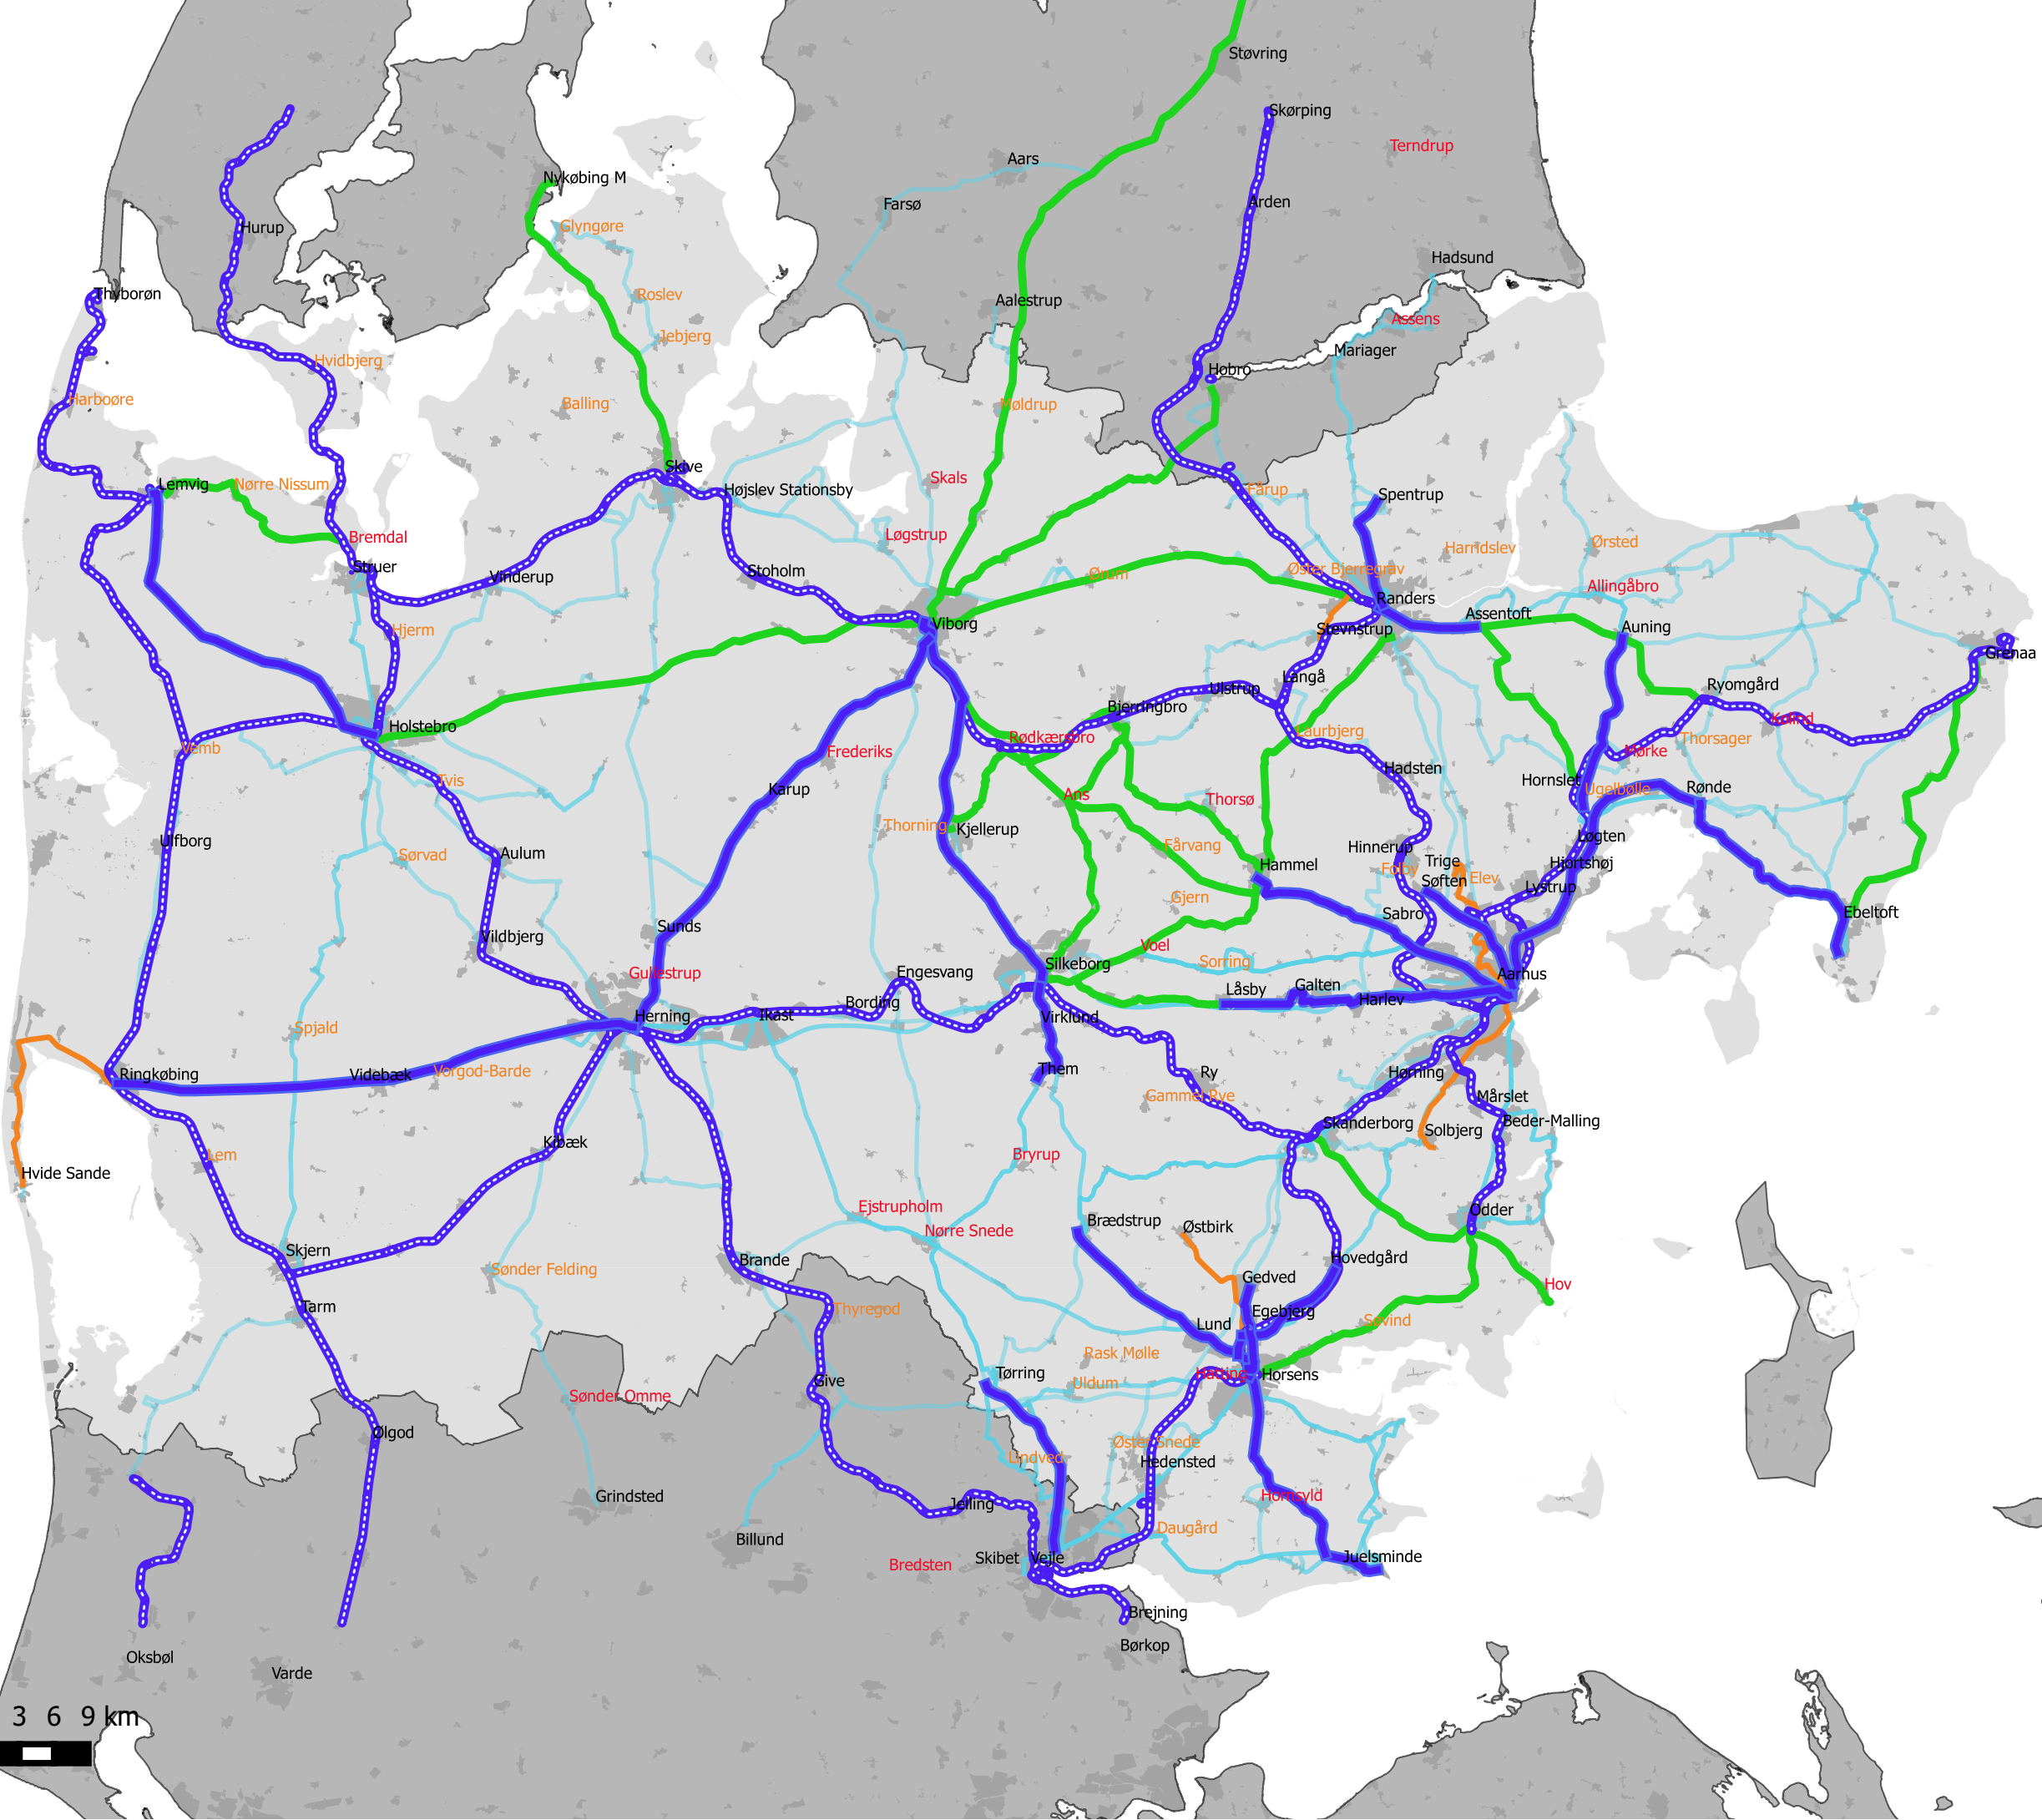 Støvring
Skørping
Terndrup
Aars
Nykøbing M
Farsø
Arden
Glyngøre
Hurup
Hadsund
Thyborøn
Roslev
Aalestrup
Assens
Jebjerg
Mariager
Hvidbjerg
Hobro
Harboøre
Balling
Møldrup
Skive
Skals
Lemvig
Nørre Nissum
Højslev Stationsby
Fårup
Spentrup
Bremdal
Løgstrup
Harridslev
Ørsted
Struer
Vinderup
Stoholm
Ørum
Øster Bjerregrav
Allingåbro
Randers
Assentoft
Hjerm
Viborg
Stevnstrup
Auning
Grenaa
Langå
Ulstrup
Ryomgård
Bjerringbro
Holstebro
Kolind
Vemb
Frederiks
Rødkærsbro
Laurbjerg
Thorsager
Mørke
Tvis
Hadsten
Hornslet
Karup
Ans
Thorsø
Ugelbølle
Rønde
Thorning
Kjellerup
Ulfborg
Fårvang
Hinnerup
Løgten
Sørvad
Aulum
Hammel
Foldby
Trige
Hjortshøj
Søften
Elev
Lystrup
Gjern
Sabro
Ebeltoft
Sunds
Vildbjerg
Voel
Gullestrup
Engesvang
Silkeborg
Sorring
Aarhus
Låsby
Galten
Harlev
Bording
Herning
Ikast
Virklund
Spjald
Ringkøbing
Videbæk
Vorgod-Barde
Them
Ry
Hørning
Gammel Rye
Mårslet
Skanderborg
Solbjerg
Beder-Malling
Kibæk
Lem
Bryrup
Hvide Sande
Ejstrupholm
Nørre Snede
Brædstrup
Østbirk
Odder
Skjern
Brande
Hovedgård
Sønder Felding
Gedved
Hov
Tarm
Thyregod
Egebjerg
Lund
Søvind
Rask Mølle
Tørring
Hatting
Horsens
Give
Uldum
Sønder Omme
Ølgod
Øster Snede
Lindved
Hedensted
Grindsted
Jelling
Hornsyld
Billund
Daugård
Bredsten
Skibet
Vejle
Juelsminde
Brejning
Børkop
Oksbøl
Varde
3 6 9 km